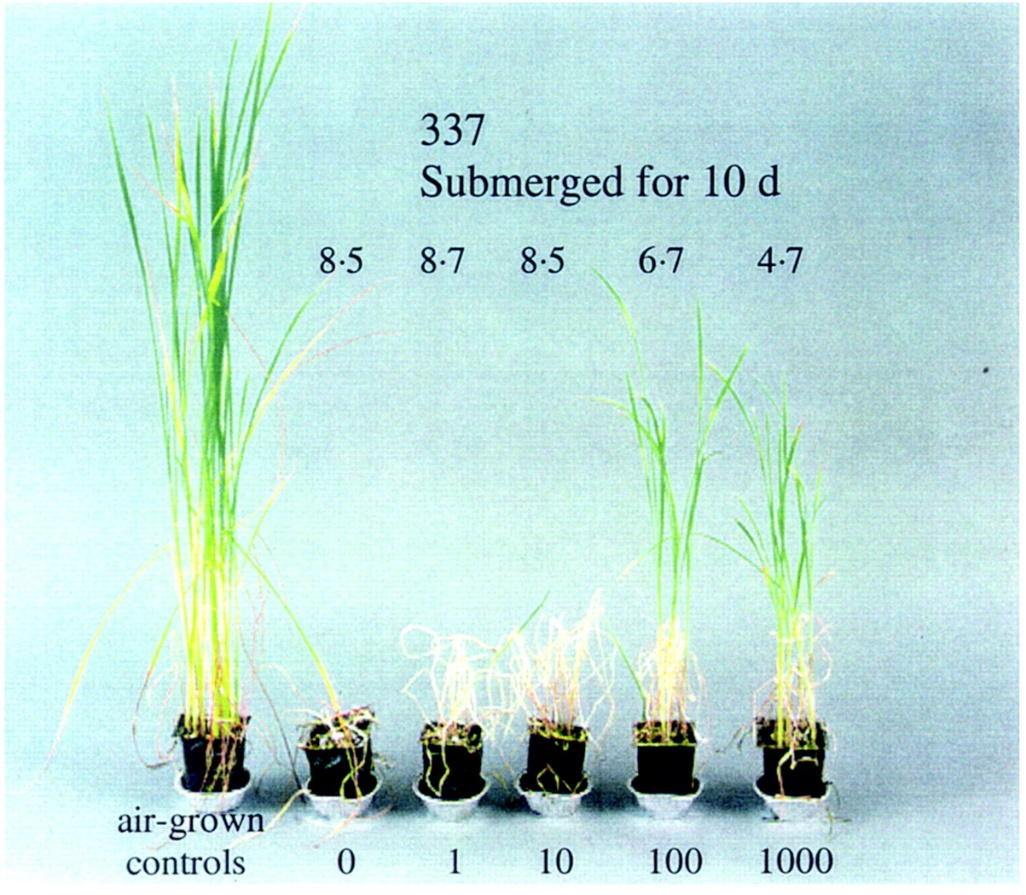 337
Submerged for 10 d
8·5 8·7 8·5 6·7 4·7
air-grown
controls 0 1 10 100 1000